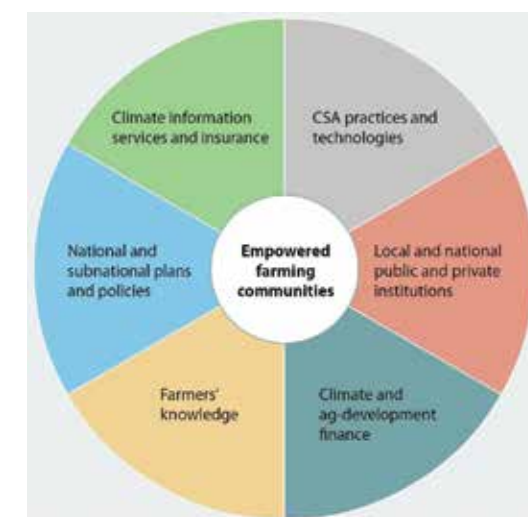 Climate information
services and insurance
CSA practices and
technologies
National and
subnational plans
and policies
Empowered
farming
communities
Local and national
public and private
institutions
Farmers'
knowledge
Climate and
ag-development
finance